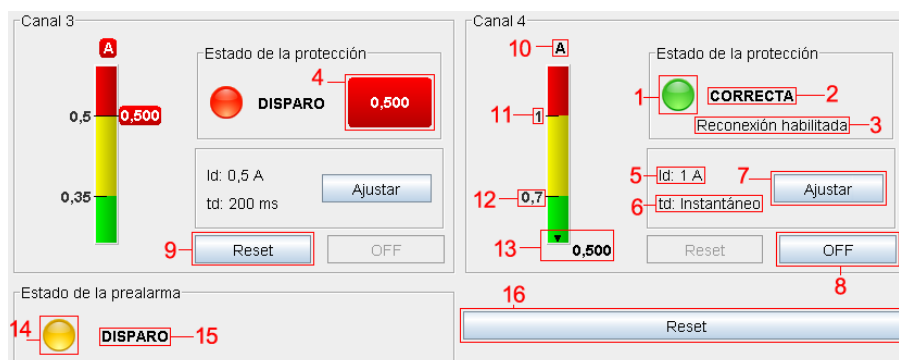 Canal 3
A
0,5
0,500
0,35
Estado de la protección
4
DISPARO
0,500
Id: 0,5 A
td: 200 ms
Ajustar
9
Reset
OFF
Canal 4
10
A
11
1
12
0,7
13
0,500
Estado de la protección
1
CORRECTA
2
Reconexión habilitada
3
5
Id: 1 A
6
td: Instantáneo
7
Ajustar
Reset
OFF
8
Estado de la prealarma
14
DISPARO
15
16
Reset